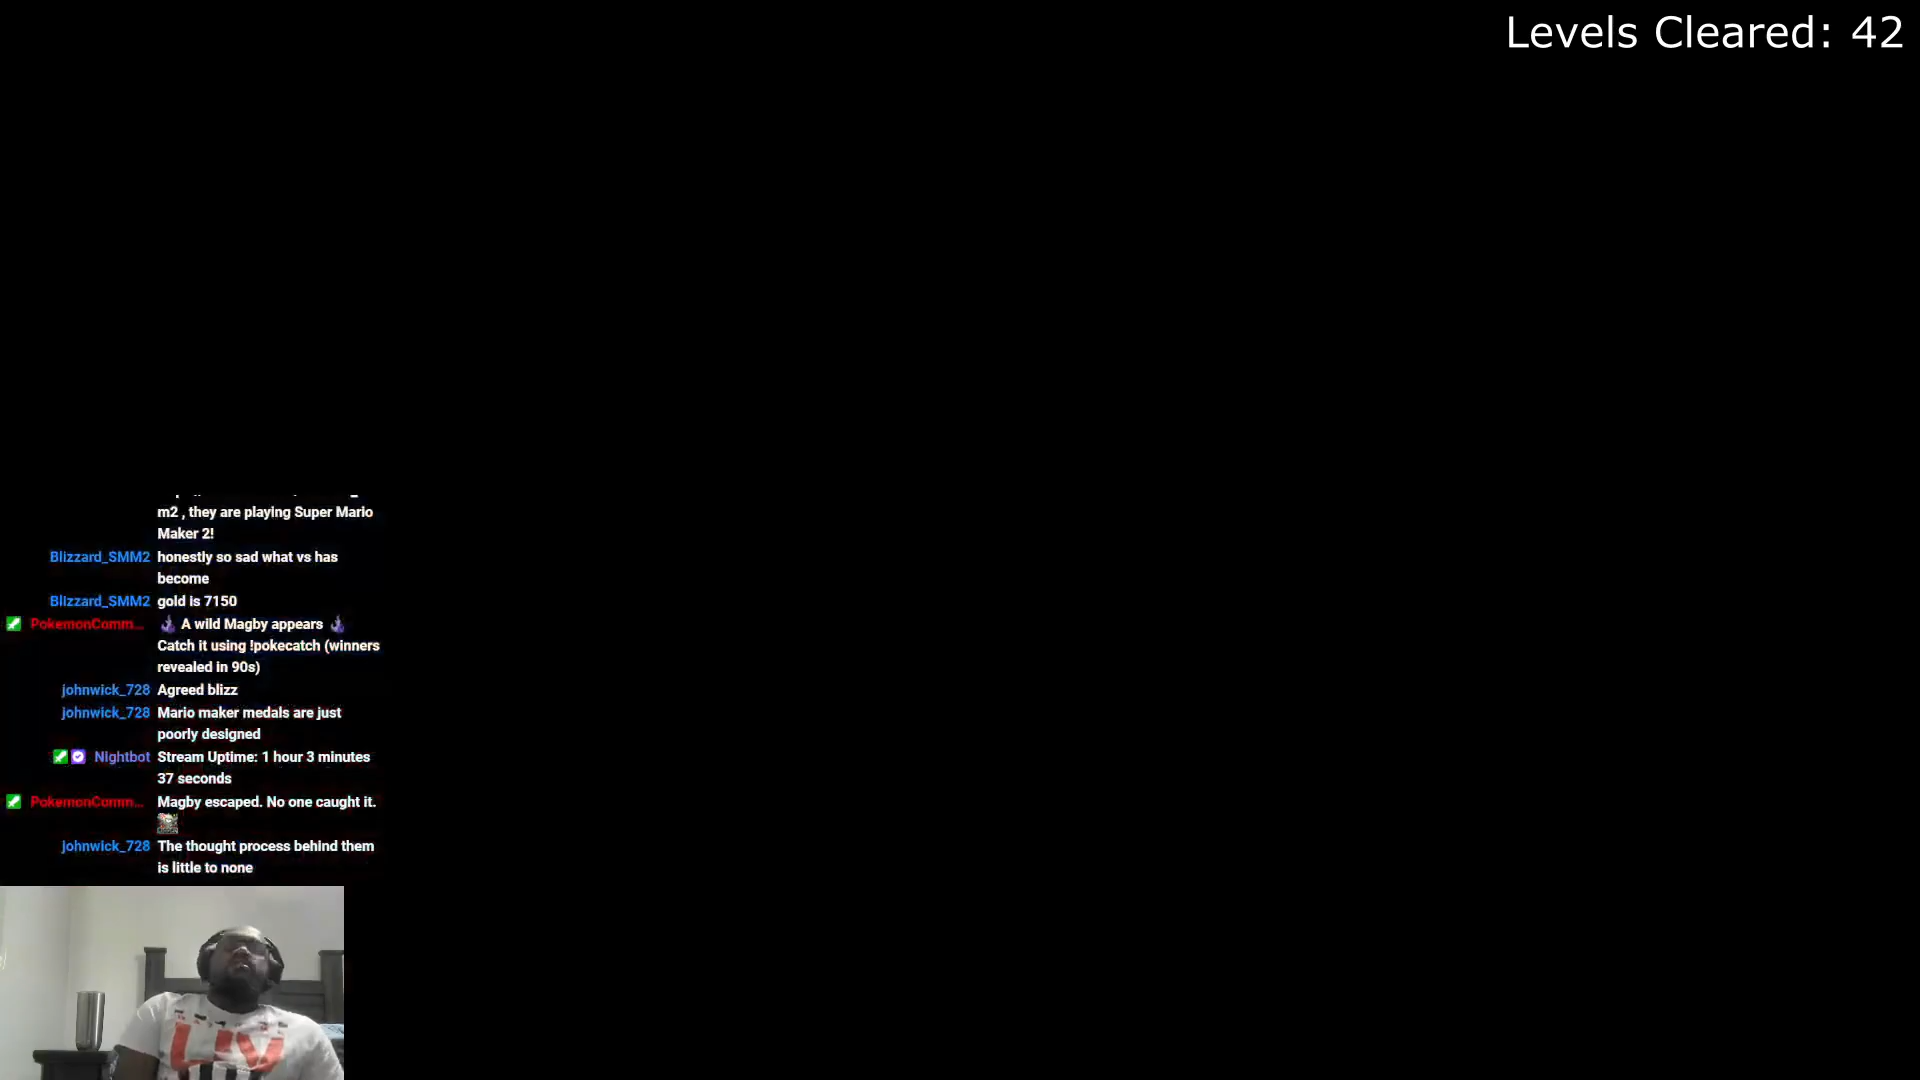 Levels Cleared: 42
m2 , they are playing Super Mario
Maker 2!
Blizzard_SMM2 honestly so sad what vs has
become
Blizzard_SMM2 gold is 7150
PokemonComm... A wild Magby appears
Catch it using !pokecatch (winners
revealed in 90s)
johnwick_728 Agreed blizz
johnwick_728 Mario maker medals are just
poorly designed
Nightbot Stream Uptime: 1 hour 3 minutes
37 seconds
PokemonComm... Magby escaped. No one caught it.
johnwick_728 The thought process behind them
is little to none
LIV